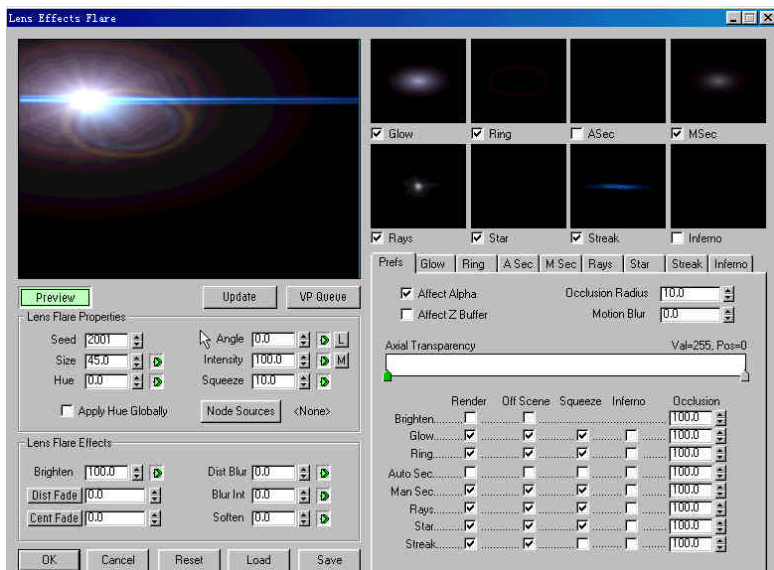 Lens Effects Flare
Glow Ring ASec MSec
Rays Star Streak Inferno
Preview Update VP Queue
Lens Flare Properties
Seed 2001 Angle 0.0 L
Size 45.0 Intensity 100.0 M
Hue 0.0 Squeeze 10.0
Apply Hue Globally Node Sources <None>
Lens Flare Effects
Brighten 100.0 Dist Blur 0.0
Dist Fade 0.0 Blur Int 0.0
Cent Fade 0.0 Soften 0.0
OK Cancel Reset Load Save
Prefs Glow Ring A Sec M Sec Rays Star Streak Inferno
Affect Alpha Occlusion Radius 10.0
Affect Z Buffer Motion Blur 0.0
Axial Transparency Val=255, Pos=0
Render Off Scene Squeeze Inferno Occlusion
Brighten 100.0
Glow 100.0
Ring 100.0
Auto Sec. 100.0
Man Sec. 100.0
Rays 100.0
Star 100.0
Streak 100.0